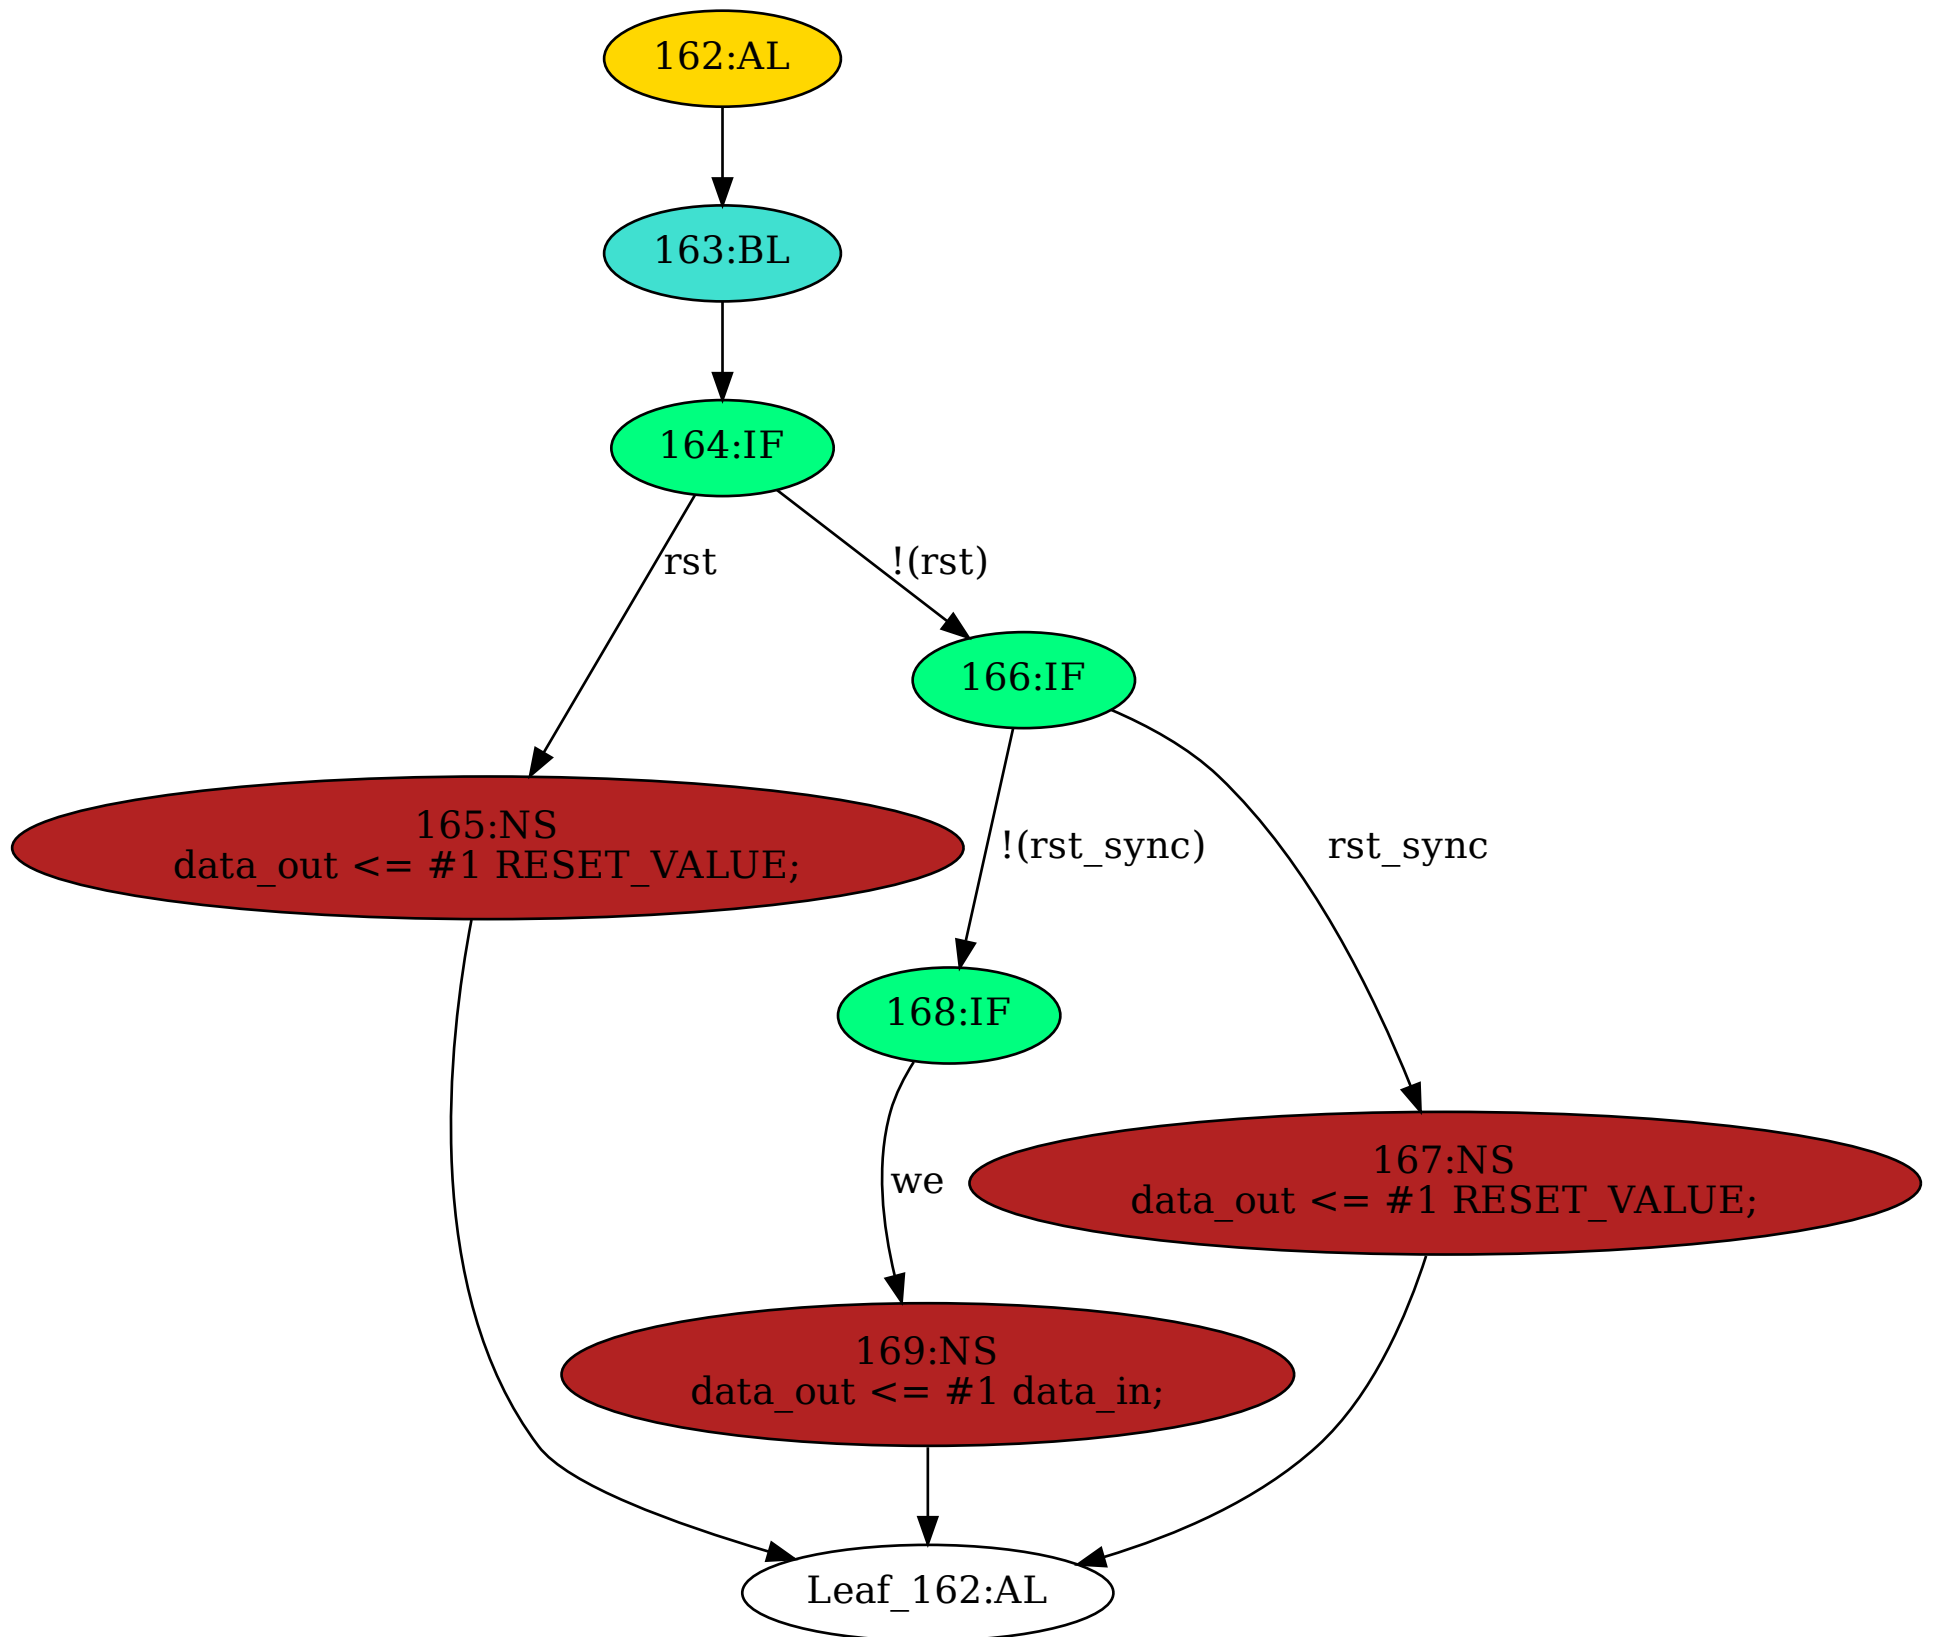 162:AL
163:BL
164:IF
rst
!(rst)
166:IF
165:NS
data_out <= #1 RESET_VALUE;
!(rst_sync)
rst_sync
168:IF
we
167:NS
data_out <= #1 RESET_VALUE;
169:NS
data_out <= #1 data_in;
Leaf_162:AL